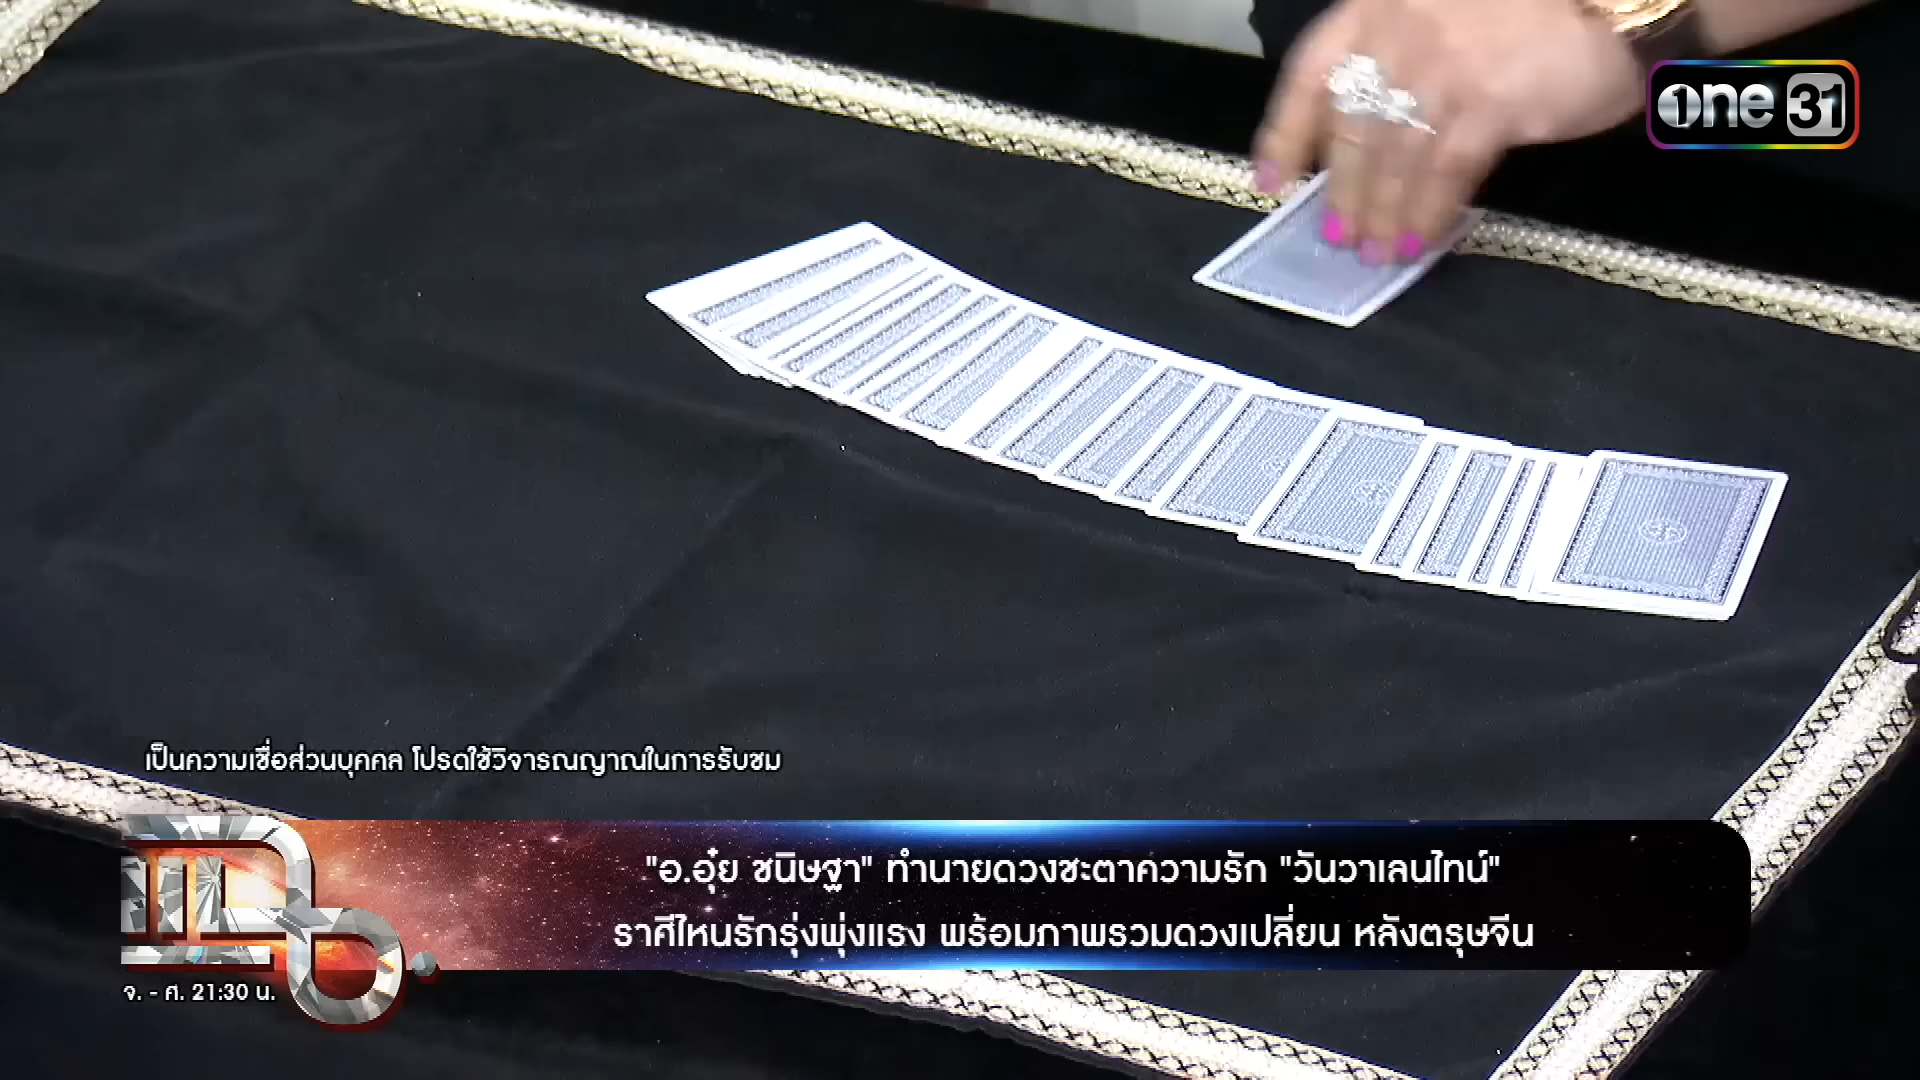 one 31
เป็นความเชื่อส่วนบุคคล โปรดใช้วิจารณญาณในการรับชม
แฉ.
"อ.อุ๋ย ชนิษฐา" ทำนายดวงชะตาความรัก "วันวาเลนไทน์"
ราศีไหนรักรุ่งพุ่งแรง พร้อมภาพรวมดวงเปลี่ยน หลังตรุษจีน
จ. - ศ. 21:30 น.